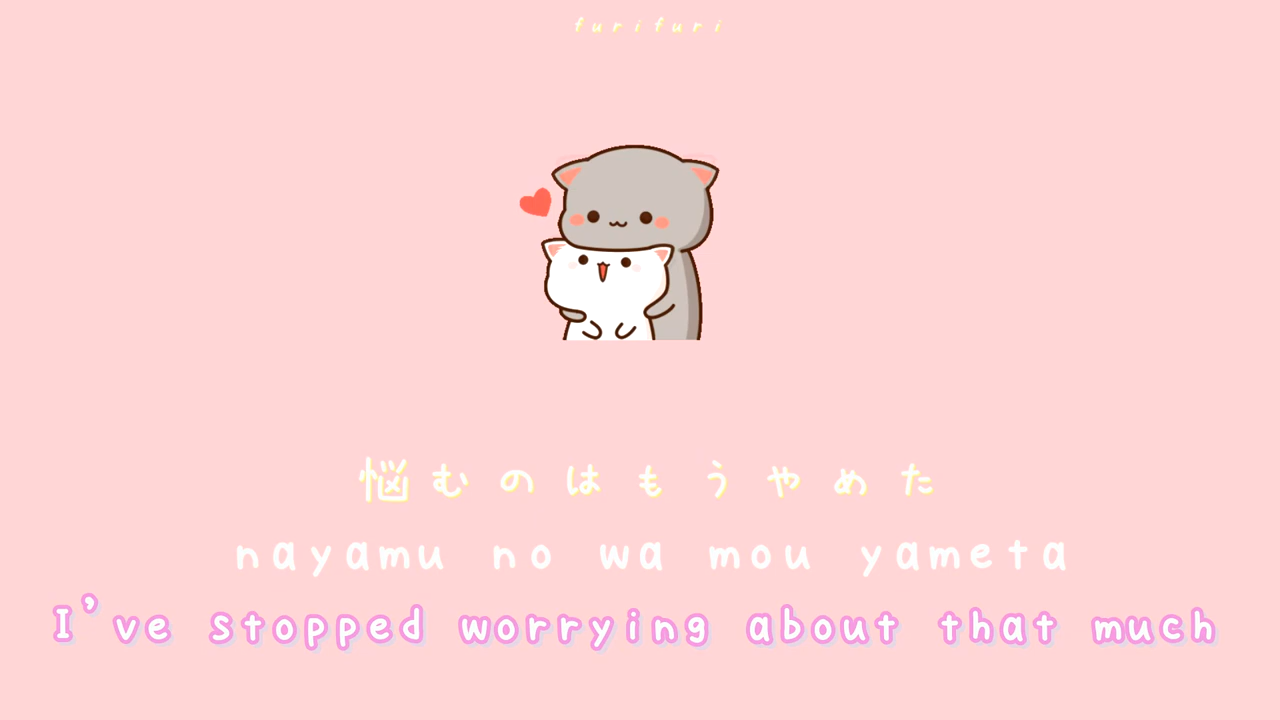 furifuri
悩むのはもうやめた
nayamu no wa mou yameta
I've stopped worrying about that much